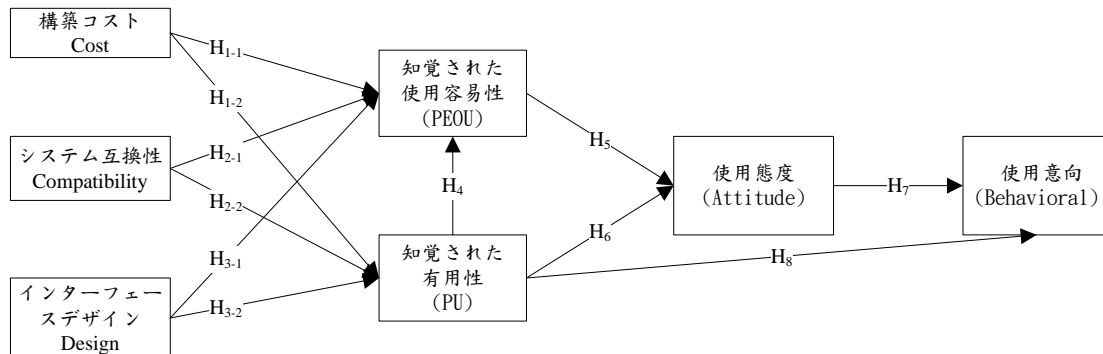 構築コスト
Cost
H1-1
H1-2
知覚された
使用容易性
(PEOU)
システム互換性
Compatibility
H2-1
H2-2
H4
H5
使用態度
(Attitude)
H7
使用意向
(Behavioral)
H6
H3-1
H3-2
知覚された
有用性
(PU)
H8
インターフェー
スデザイン
Design